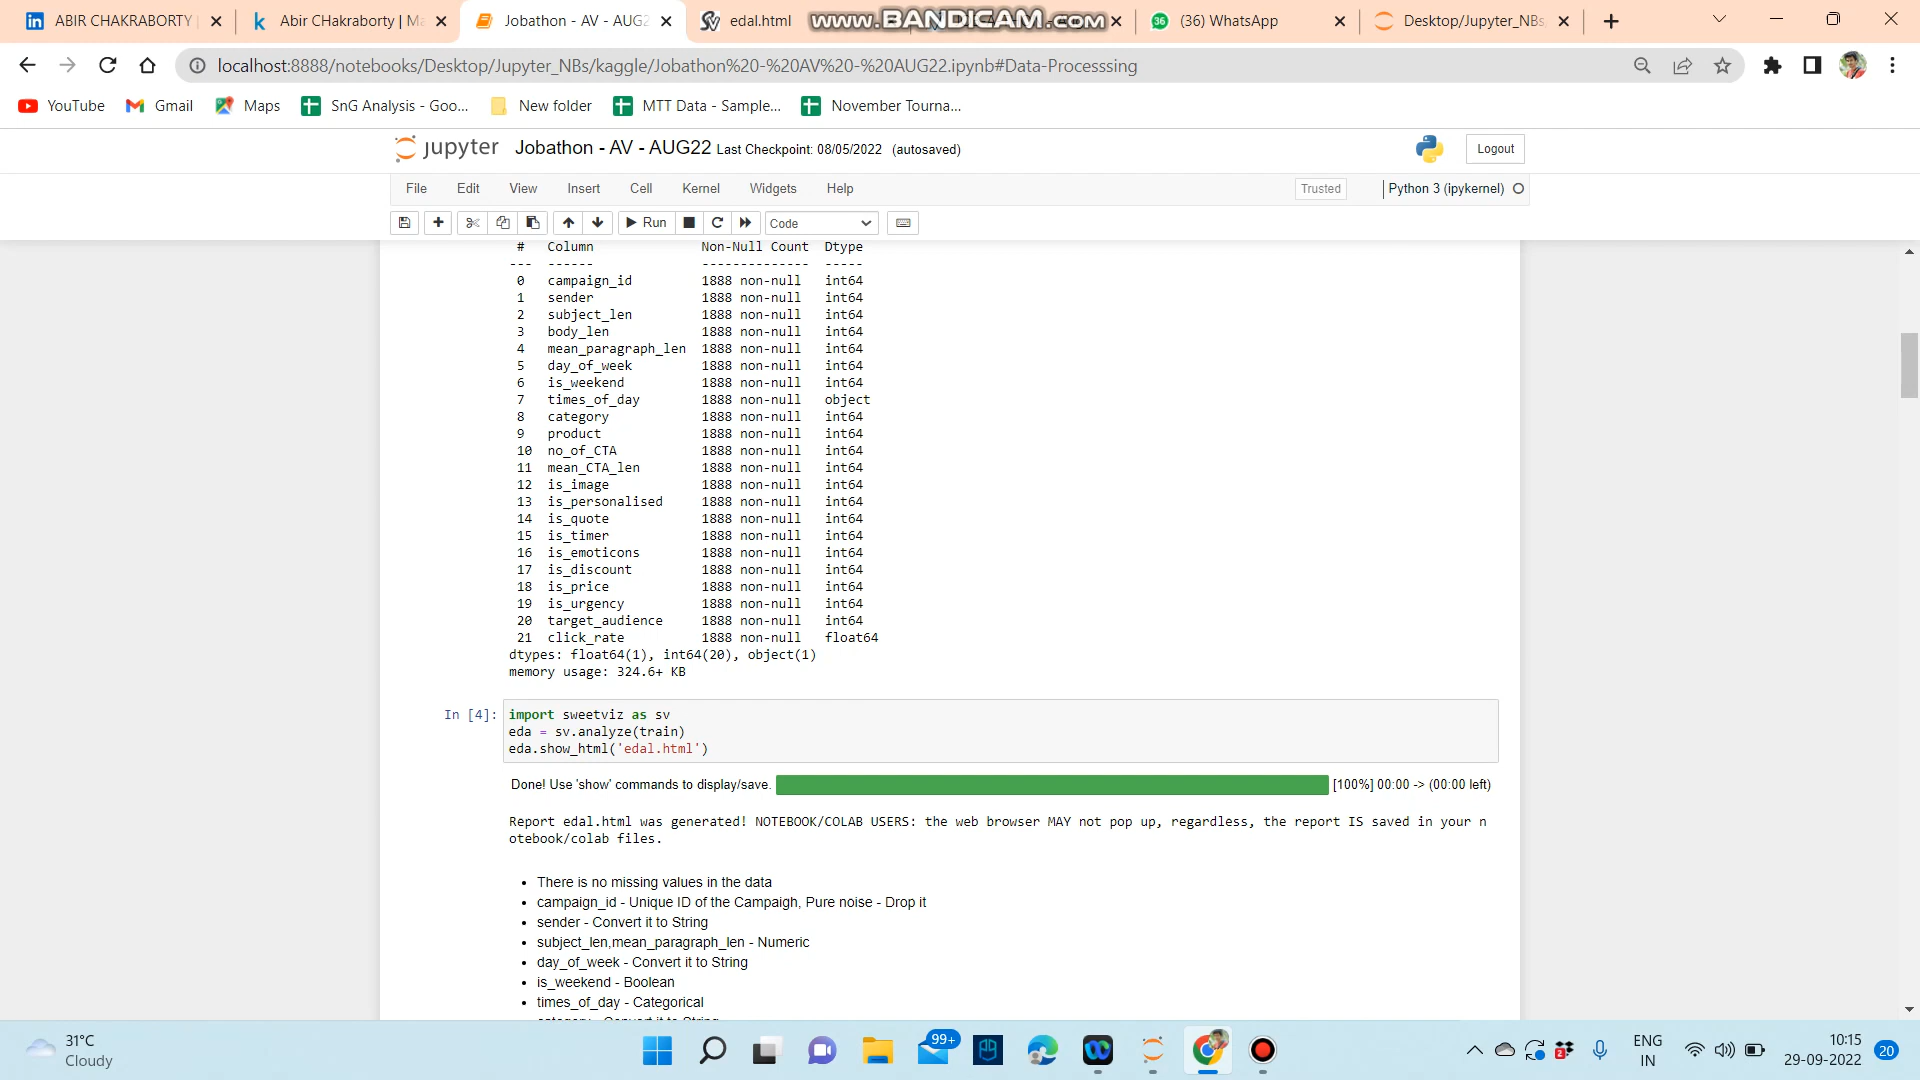 ABIR CHAKRABORTY
Abir CHakraborty | Ma
Jobathon - AV - AUG2
edal.html
www.BANDICAM.com
(36) WhatsApp
Desktop/Jupyter_NBs
localhost:8888/notebooks/Desktop/Jupyter_NBs/kaggle/Jobathon%20-%20AV%20-%20AUG22.ipynb#Data-Processsing
YouTube
Gmail
Maps
SnG Analysis - Goo...
New folder
MTT Data - Sample...
November Tourna...
jupyter
Jobathon - AV - AUG22 Last Checkpoint: 08/05/2022 (autosaved)
Logout
File Edit View Insert Cell Kernel Widgets Help
Trusted
Python 3 (ipykernel)
Run
Code
# Column Non-Null Count Dtype
--- ------ -------------- -----
0 campaign_id 1888 non-null int64
1 sender 1888 non-null int64
2 subject_len 1888 non-null int64
3 body_len 1888 non-null int64
4 mean_paragraph_len 1888 non-null int64
5 day_of_week 1888 non-null int64
6 is_weekend 1888 non-null int64
7 times_of_day 1888 non-null object
8 category 1888 non-null int64
9 product 1888 non-null int64
10 no_of_CTA 1888 non-null int64
11 mean_CTA_len 1888 non-null int64
12 is_image 1888 non-null int64
13 is_personalised 1888 non-null int64
14 is_quote 1888 non-null int64
15 is_timer 1888 non-null int64
16 is_emoticons 1888 non-null int64
17 is_discount 1888 non-null int64
18 is_price 1888 non-null int64
19 is_urgency 1888 non-null int64
20 target_audience 1888 non-null int64
21 click_rate 1888 non-null float64
dtypes: float64(1), int64(20), object(1)
memory usage: 324.6+ KB
In [4]:
import sweetviz as sv
eda = sv.analyze(train)
eda.show_html('edal.html')
Done! Use 'show' commands to display/save. [100%] 00:00 -> (00:00 left)
Report edal.html was generated! NOTEBOOK/COLAB USERS: the web browser MAY not pop up, regardless, the report IS saved in your n
otebook/colab files.
• There is no missing values in the data
• campaign_id - Unique ID of the Campaigh, Pure noise - Drop it
• sender - Convert it to String
• subject_len,mean_paragraph_len - Numeric
• day_of_week - Convert it to String
• is_weekend - Boolean
• times_of_day - Categorical
31°C
Cloudy
99+
ENG
IN
10:15
29-09-2022
20